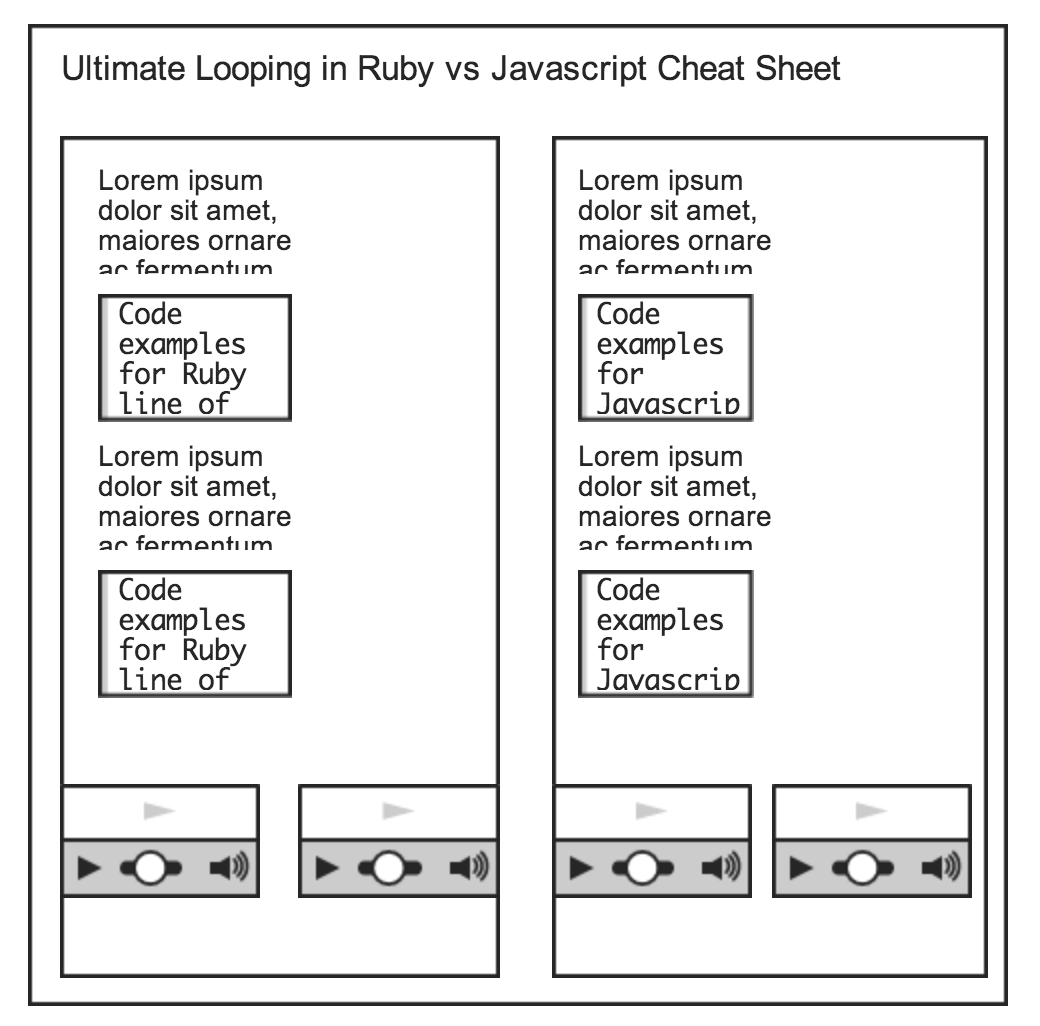 Ultimate Looping in Ruby vs Javascript Cheat Sheet
Lorem ipsum
dolor sit amet,
maiores ornare
ac fermentum
Code
examples
for Ruby
line of
Lorem ipsum
dolor sit amet,
maiores ornare
ac fermentum
Code
examples
for Ruby
line of
Lorem ipsum
dolor sit amet,
maiores ornare
ac fermentum
Code
examples
for
Javascrip
Lorem ipsum
dolor sit amet,
maiores ornare
ac fermentum
Code
examples
for
Javascrip